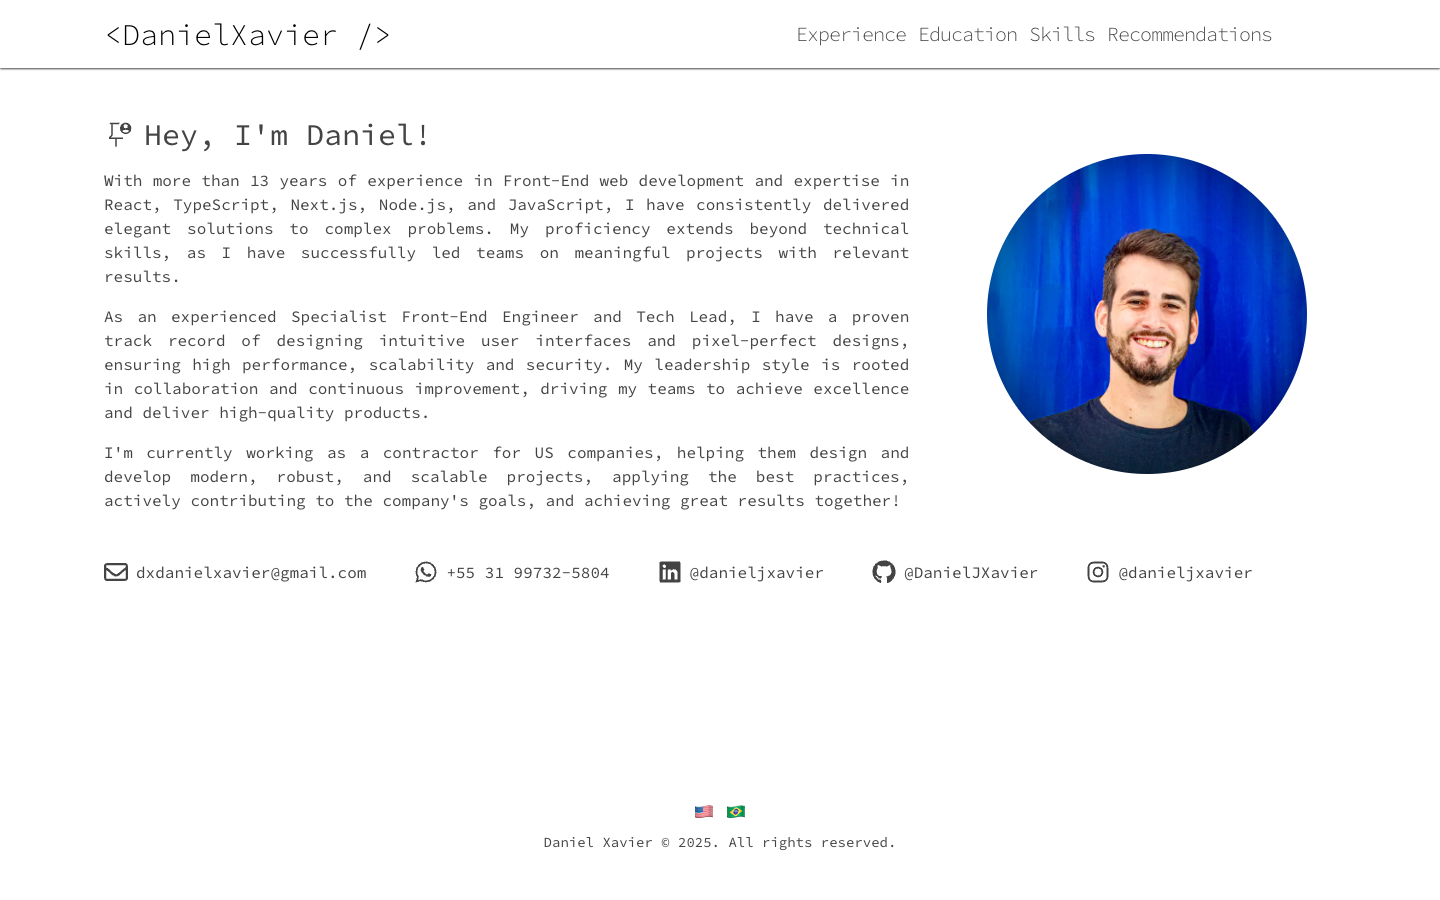 <DanielXavier />
Experience Education Skills Recommendations
Hey, I'm Daniel!
With more than 13 years of experience in Front-End web development and expertise in
React, TypeScript, Next.js, Node.js, and JavaScript, I have consistently delivered
elegant solutions to complex problems. My proficiency extends beyond technical
skills, as I have successfully led teams on meaningful projects with relevant
results.
As an experienced Specialist Front-End Engineer and Tech Lead, I have a proven
track record of designing intuitive user interfaces and pixel-perfect designs,
ensuring high performance, scalability and security. My leadership style is rooted
in collaboration and continuous improvement, driving my teams to achieve excellence
and deliver high-quality products.
I'm currently working as a contractor for US companies, helping them design and
develop modern, robust, and scalable projects, applying the best practices,
actively contributing to the company's goals, and achieving great results together!
dxdanielxavier@gmail.com
+55 31 99732-5804
@danieljxavier
@DanielJXavier
@danieljxavier
Daniel Xavier © 2025. All rights reserved.